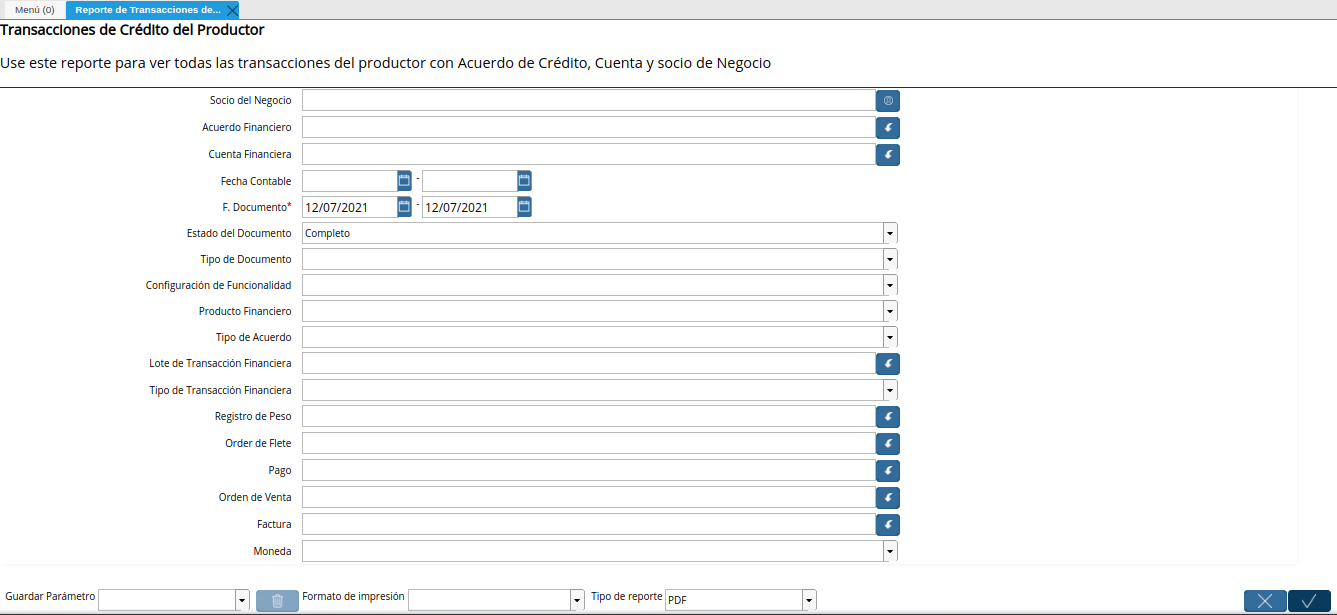 Menú (0)
Reporte de Transacciones de...
Transacciones de Crédito del Productor
Use este reporte para ver todas las transacciones del productor con Acuerdo de Crédito, Cuenta y socio de Negocio
Socio del Negocio
Acuerdo Financiero
Cuenta Financiera
Fecha Contable -
F. Documento* 12/07/2021 - 12/07/2021
Estado del Documento Completo
Tipo de Documento
Configuración de Funcionalidad
Producto Financiero
Tipo de Acuerdo
Lote de Transacción Financiera
Tipo de Transacción Financiera
Registro de Peso
Order de Flete
Pago
Orden de Venta
Factura
Moneda
Guardar Parámetro Formato de impresión Tipo de reporte PDF